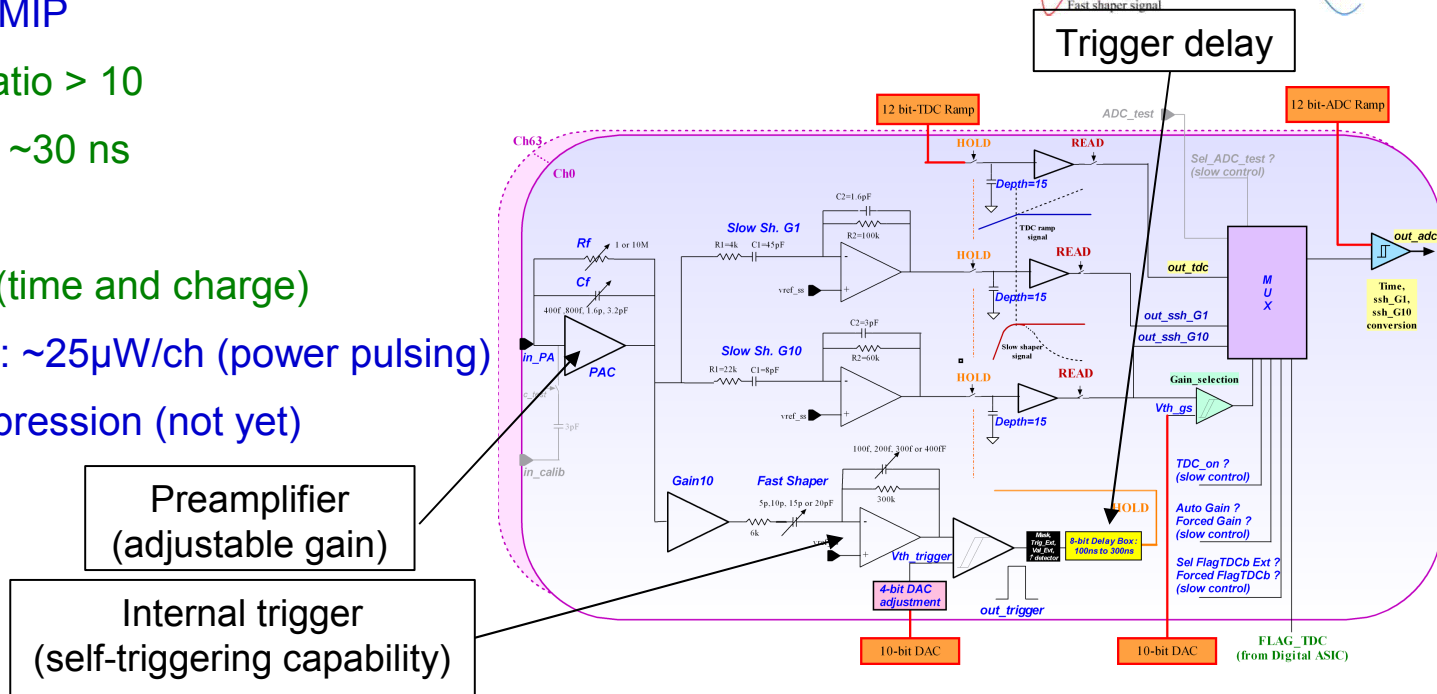 MIP
atio > 10
~30 ns
(time and charge)
: ~25µW/ch (power pulsing)
pression (not yet)
Fast shaper signal
Trigger delay
12 bit-TDC Ramp
12 bit-ADC Ramp
ADC_test
Ch63
Ch0
HOLD
READ
Sel_ADC_test ?
(slow control)
Depth=15
C2=1.6pF
R2=100k
Slow Sh. G1
R1=4k
C1=45pF
vref_ss
TDC ramp
signal
Rf
1 or 10M
Cf
400f ,800f, 1.6p, 3.2pF
in_PA
PAC
3pF
in_calib
HOLD
READ
Depth=15
out_tdc
out_ssh_G1
out_ssh_G10
MUX
out_adc
Time,
ssh_G1,
ssh_G10
conversion
C2=3pF
R2=60k
Slow Sh. G10
R1=22k
C1=8pF
vref_ss
Slow shaper
signal
HOLD
READ
Depth=15
Gain_selection
Vth_gs
100f, 200f, 300f or 400fF
300k
Gain10
Fast Shaper
5p,10p, 15p or 20pF
6k
Vth_trigger
4-bit DAC
adjustment
10-bit DAC
out_trigger
Mask,
Trig_Ext,
Val_Evt,
↑ detector
8-bit Delay Box :
100ns to 300ns
HOLD
TDC_on ?
(slow control)
Auto Gain ?
Forced Gain ?
(slow control)
Sel FlagTDCb Ext ?
Forced FlagTDCb ?
(slow control)
10-bit DAC
FLAG_TDC
(from Digital ASIC)
Preamplifier
(adjustable gain)
Internal trigger
(self-triggering capability)